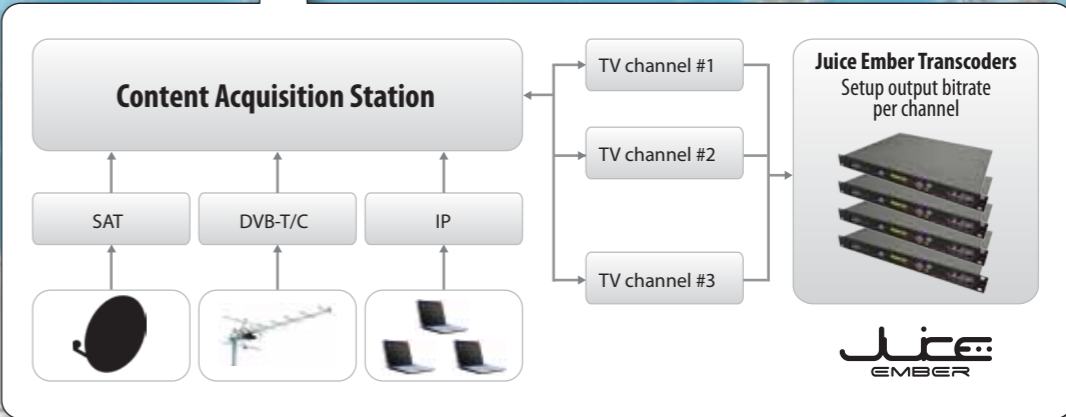 Content Acquisition Station
SAT
DVB-T/C
IP
TV channel #1
TV channel #2
TV channel #3
Juice Ember Transcoders
Setup output bitrate
per channel
Juice
EMBER